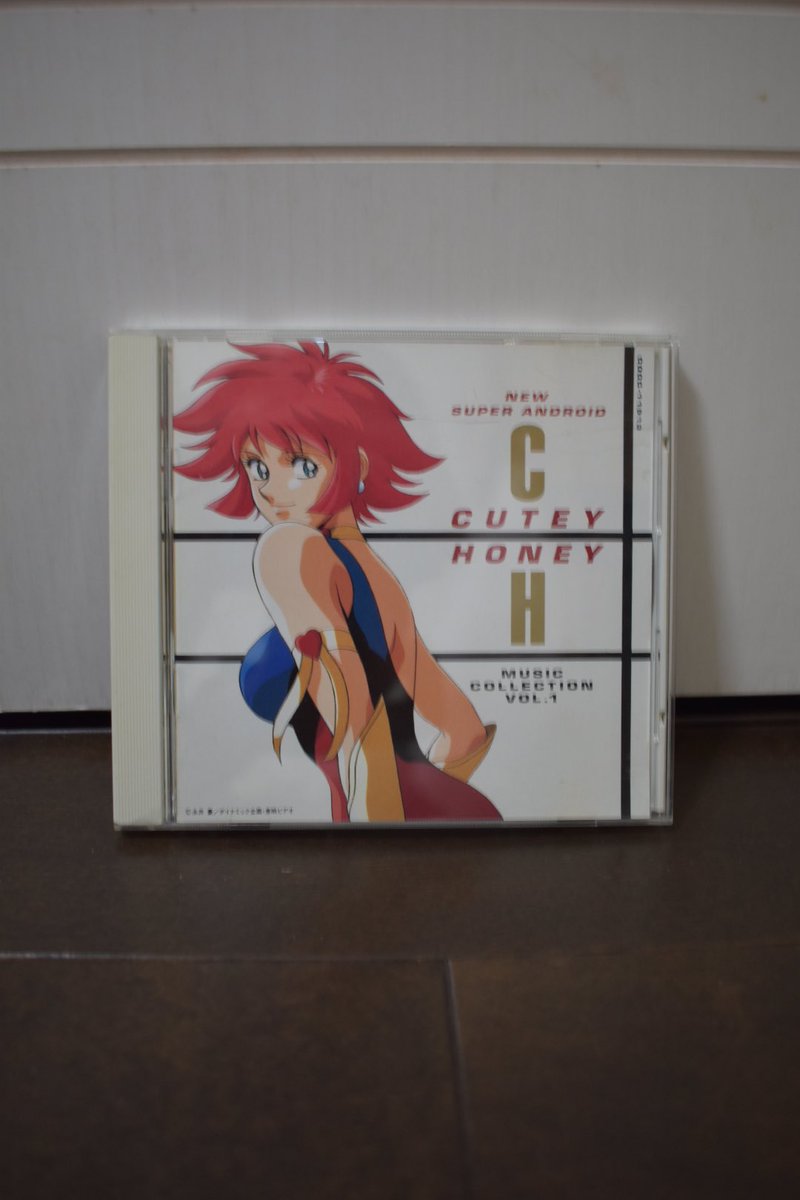 NEW
SUPER ANDROID
C
CUTEY
HONEY
H
MUSIC
COLLECTION
VOL.1